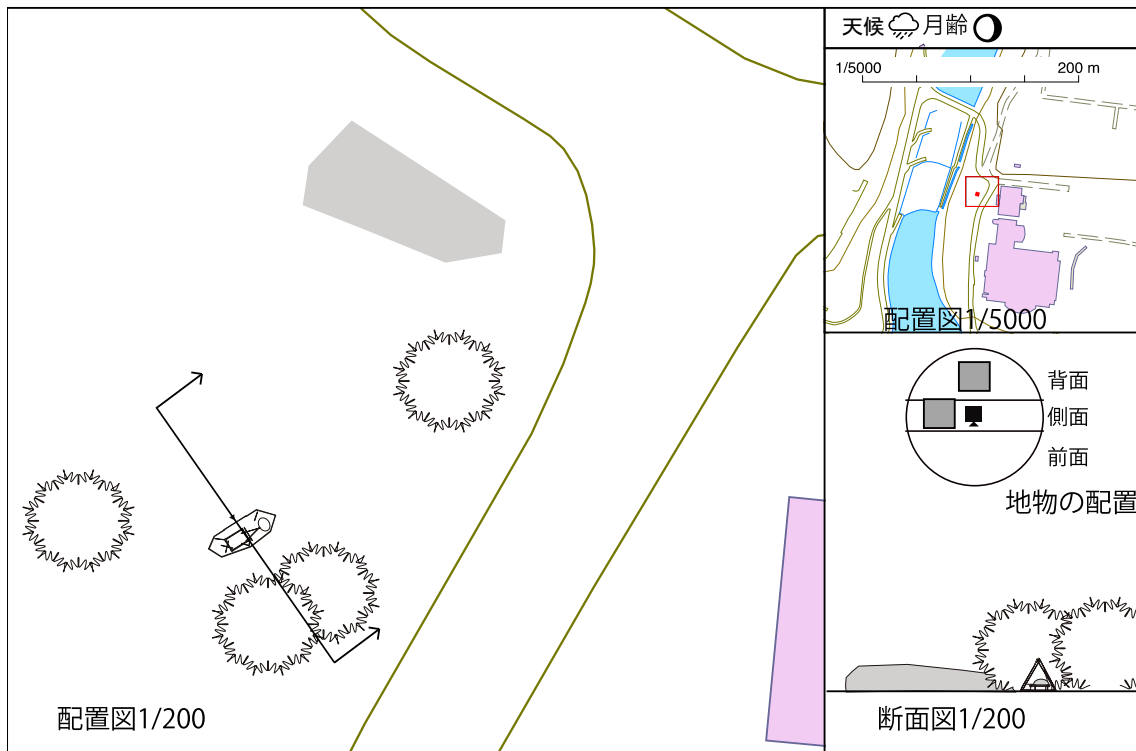 天候 月齢
1/5000 200 m
配置図1/5000
背面
側面
前面
地物の配置
配置図1/200
断面図1/200